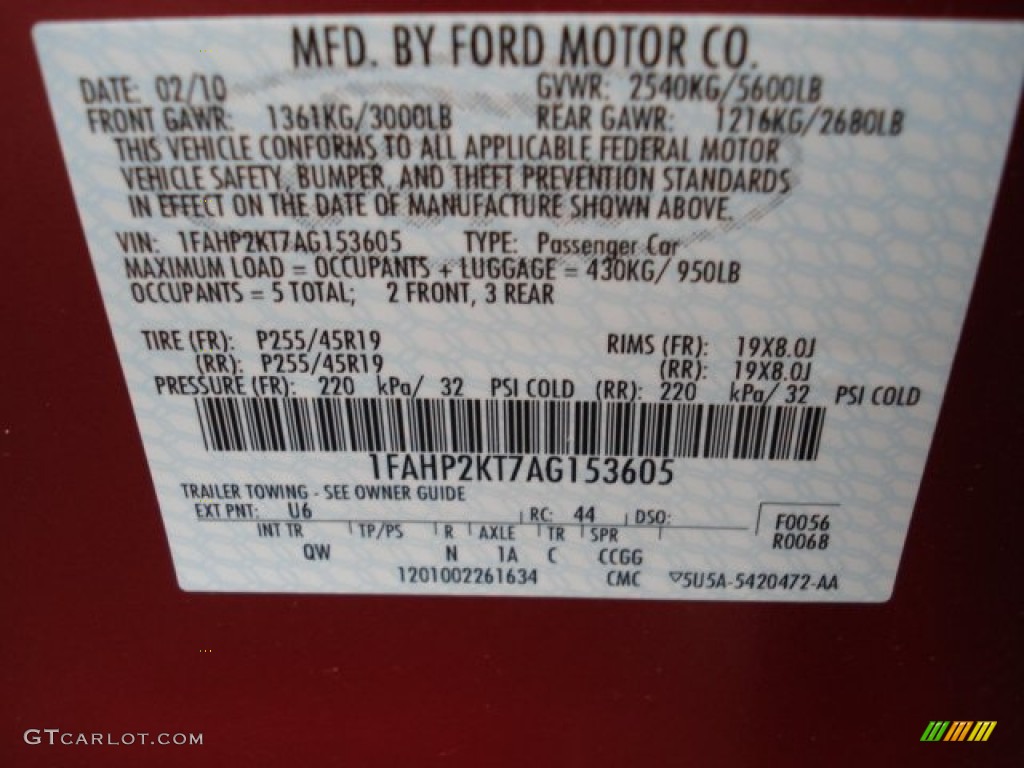 MFD. BY FORD MOTOR CO.
DATE: 02/10 GVWR: 2540KG/5600LB
FRONT GAWR: 1361KG/3000LB REAR GAWR: 1216KG/2680LB
THIS VEHICLE CONFORMS TO ALL APPLICABLE FEDERAL MOTOR
VEHICLE SAFETY, BUMPER, AND THEFT PREVENTION STANDARDS
IN EFFECT ON THE DATE OF MANUFACTURE SHOWN ABOVE.
VIN: 1FAHP2KT7AG153605 TYPE: Passenger Car
MAXIMUM LOAD = OCCUPANTS + LUGGAGE = 430KG/ 950LB
OCCUPANTS = 5 TOTAL; 2 FRONT, 3 REAR
TIRE (FR): P255/45R19 RIMS (FR): 19X8.0J
(RR): P255/45R19 (RR): 19X8.0J
PRESSURE (FR): 220 kPa/ 32 PSI COLD (RR): 220 kPa/ 32 PSI COLD
1FAHP2KT7AG153605
TRAILER TOWING - SEE OWNER GUIDE
EXT PNT: U6 RC: 44 DSO: F0056
INT TR TP/PS R AXLE TR SPR R0068
QW N 1A C CCGG
1201002261634 CMC ▽5U5A-5420472-AA
GTCARLOT.COM